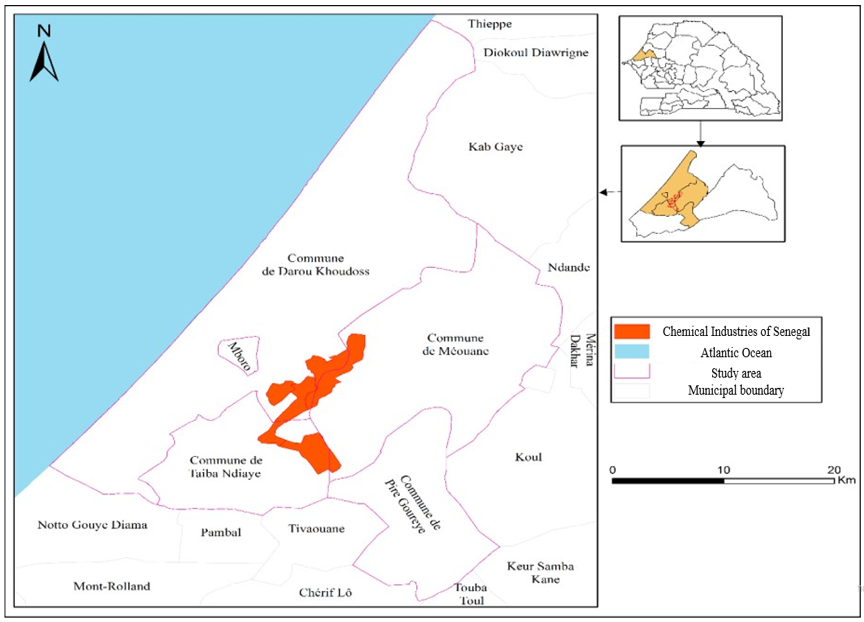 N
Thieppe
Diokoul Diawrigne
Kab Gaye
Commune
de Darou Khoudoss
Ndande
Mboro
Commune
de Méouane
Mérina
Dakhar
Commune de
Taiba Ndiaye
Koul
Commune de
Pire Goureye
Notto Gouye Diama
Pambal
Tivaouane
Mont-Rolland
Chérif Lô
Touba
Toul
Keur Samba
Kane
Chemical Industries of Senegal
Atlantic Ocean
Study area
Municipal boundary
0 10 20
Km